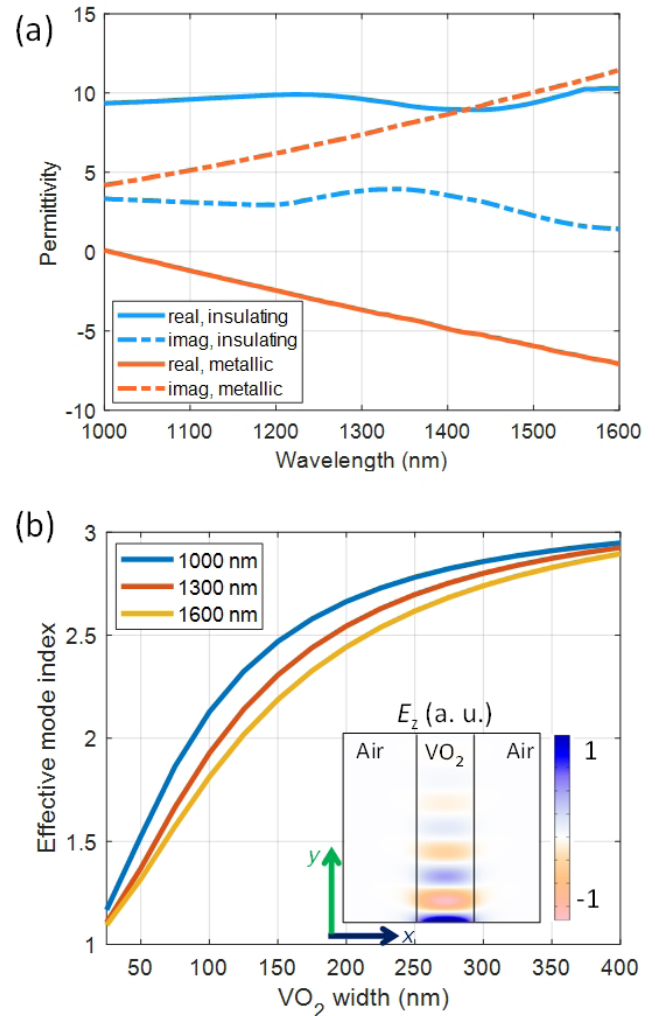 (a)
15
10
5
0
-5
-10
Permittivity
real, insulating
imag, insulating
real, metallic
imag, metallic
1000 1100 1200 1300 1400 1500 1600
Wavelength (nm)
(b)
3
2.5
2
1.5
1
Effective mode index
1000 nm
1300 nm
1600 nm
E_z (a. u.)
Air VO₂ Air
1
-1
y
x
50 100 150 200 250 300 350 400
VO₂ width (nm)